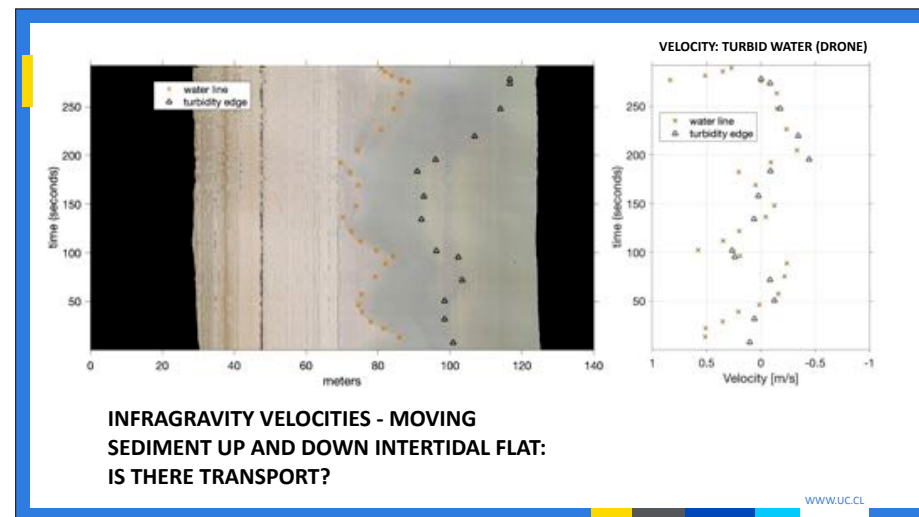 VELOCITY: TURBID WATER (DRONE)
water line
turbidity edge
250
200
150
100
50
time (seconds)
0
20
40
60
80
100
120
140
meters
water line
turbidity edge
250
200
150
100
50
time (seconds)
1
0.5
0
-0.5
-1
Velocity [m/s]
INFRAGRAVITY VELOCITIES - MOVING
SEDIMENT UP AND DOWN INTERTIDAL FLAT:
IS THERE TRANSPORT?
WWW.UC.CL